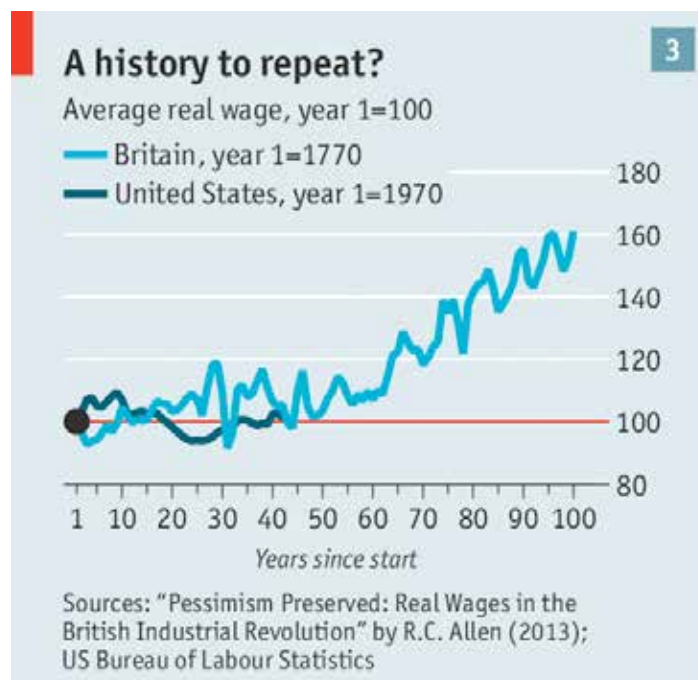 A history to repeat?
3
Average real wage, year 1=100
Britain, year 1=1770
United States, year 1=1970
180
160
140
120
100
80
1 10 20 30 40 50 60 70 80 90 100
Years since start
Sources: “Pessimism Preserved: Real Wages in the
British Industrial Revolution” by R.C. Allen (2013);
US Bureau of Labour Statistics